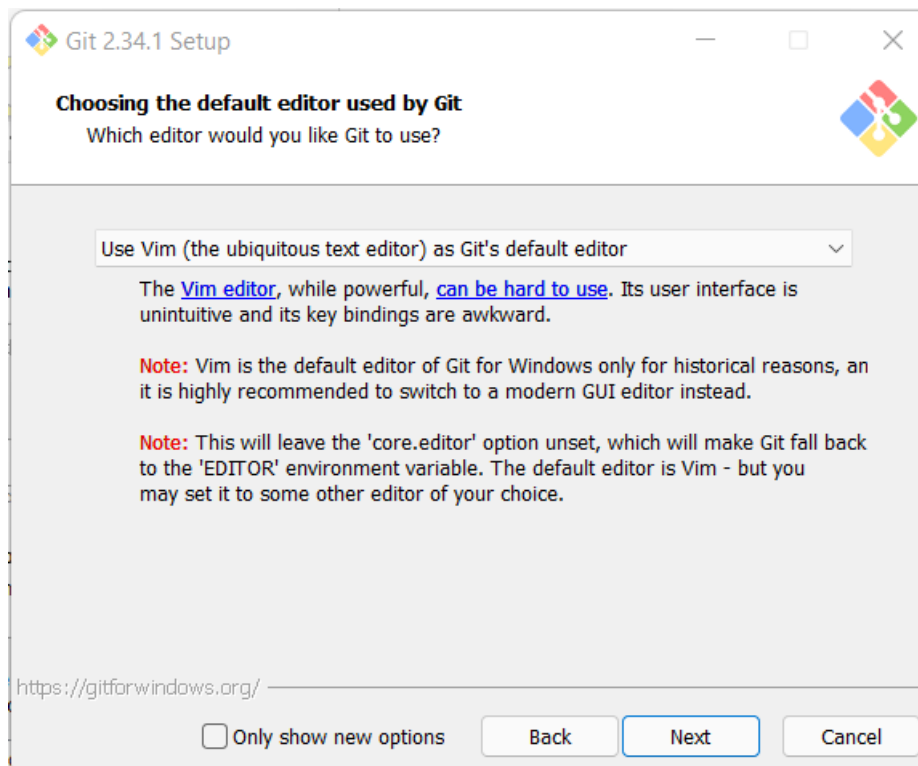 Git 2.34.1 Setup
Choosing the default editor used by Git
Which editor would you like Git to use?
Use Vim (the ubiquitous text editor) as Git's default editor
The Vim editor, while powerful, can be hard to use. Its user interface is
unintuitive and its key bindings are awkward.
Note: Vim is the default editor of Git for Windows only for historical reasons, an
it is highly recommended to switch to a modern GUI editor instead.
Note: This will leave the 'core.editor' option unset, which will make Git fall back
to the 'EDITOR' environment variable. The default editor is Vim - but you
may set it to some other editor of your choice.
https://gitforwindows.org/
Only show new options
Back
Next
Cancel